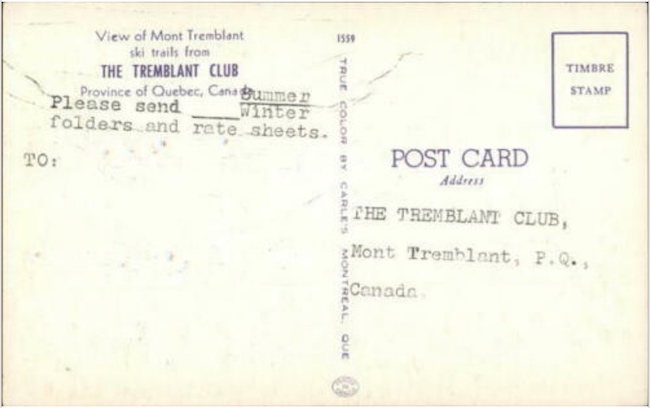 View of Mont Tremblant
ski trails from
THE TREMBLANT CLUB
Province of Quebec, Canada
Please send ____Summer
Winter
folders and rate sheets.
TO:
1559
TRUE COLOR BY CARLE'S MONTREAL, QUE
TIMBRE
STAMP
POST CARD
Address
THE TREMBLANT CLUB,
Mont Tremblant, P.Q.,
Canada